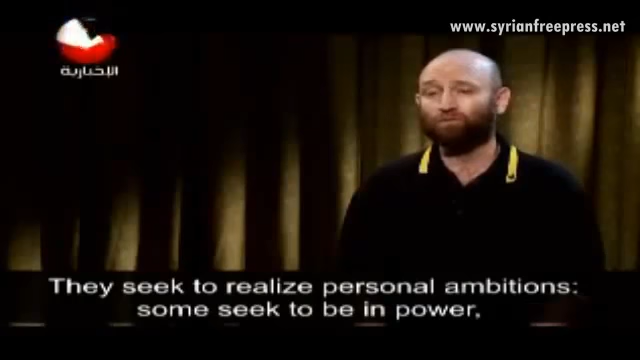 www.syrianfreepress.net
الإخبارية
They seek to realize personal ambitions:
some seek to be in power,